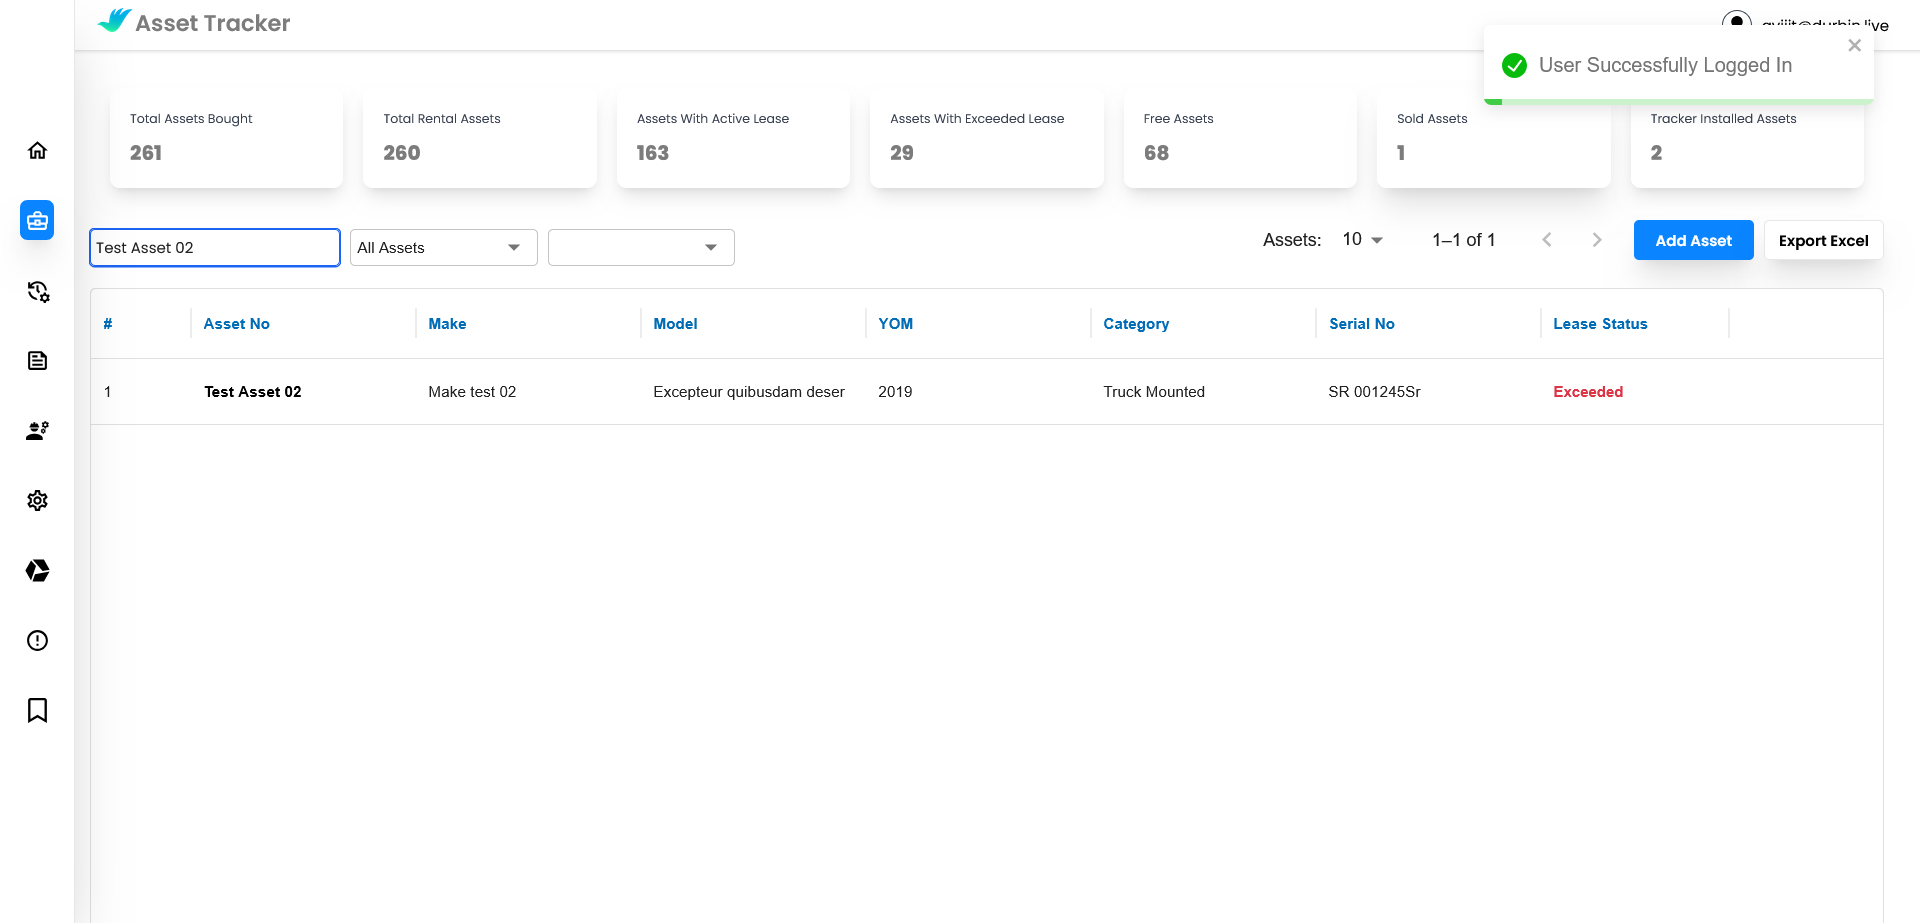 Asset Tracker
User Successfully Logged In
Total Assets Bought
261
Total Rental Assets
260
Assets With Active Lease
163
Assets With Exceeded Lease
29
Free Assets
68
Sold Assets
1
Tracker Installed Assets
2
Test Asset 02
All Assets
Assets: 10 1–1 of 1
Add Asset
Export Excel
# Asset No Make Model YOM Category Serial No Lease Status
1 Test Asset 02 Make test 02 Excepteur quibusdam deser 2019 Truck Mounted SR 001245Sr Exceeded